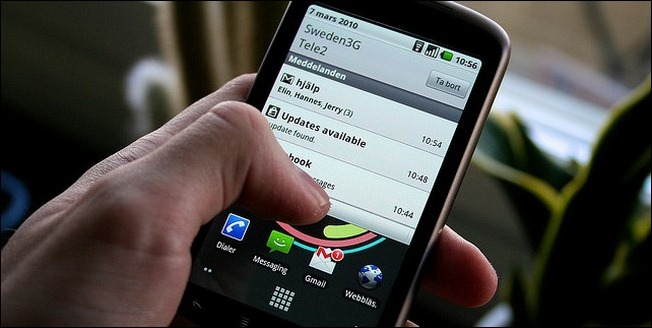 7 mars 2010
10:56
Sweden3G
Tele2
Ta bort
Meddelanden
hjälp
Elin, Hannes, Jerry (3)
10:54
Updates available
update found.
10:48
book
10:44
1
Dialer
Messaging
Gmail
Webbläs.